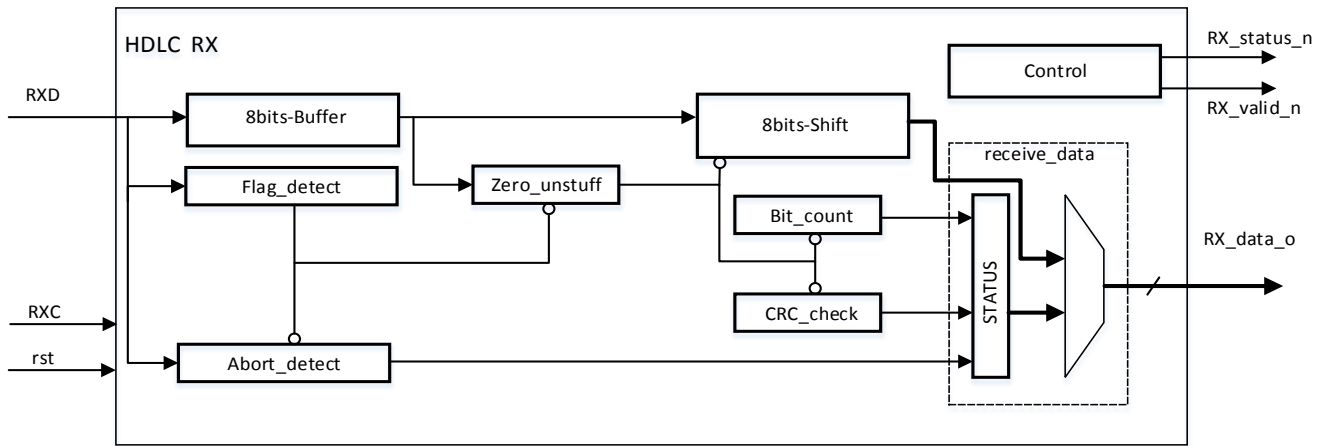 HDLC RX
RX_status_n
Control
RXD
8bits-Buffer
8bits-Shift
RX_valid_n
receive_data
Flag_detect
Zero_unstuff
Bit_count
RX_data_o
STATUS
RXC
CRC_check
rst
Abort_detect